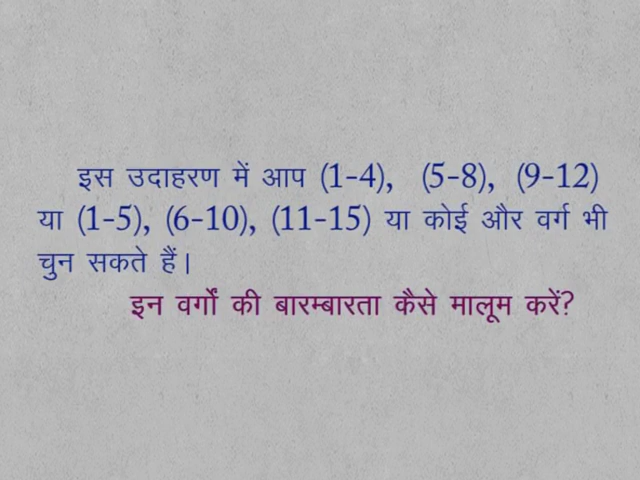 इस उदाहरण में आप (1-4), (5-8), (9-12)
या (1-5), (6-10), (11-15) या कोई और वर्ग भी
चुन सकते हैं।
इन वर्गों की बारम्बारता कैसे मालूम करें?